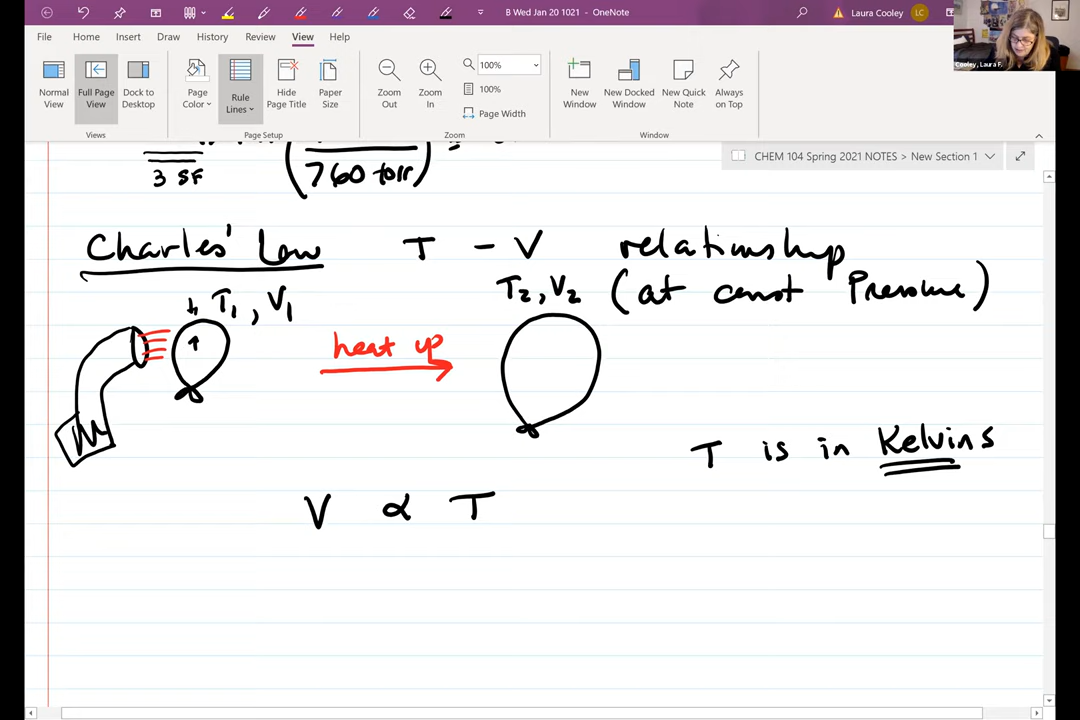 B Wed Jan 20 1021 - OneNote
Laura Cooley
LC
Cooley, Laura F.
File Home Insert Draw History Review View Help
Normal View
Full Page View
Dock to Desktop
Page Color
Rule Lines
Hide Page Title
Paper Size
Zoom Out
Zoom In
100%
100%
Page Width
New Window
New Docked Window
New Quick Note
Always on Top
Views
Page Setup
Zoom
Window
CHEM 104 Spring 2021 NOTES > New Section 1
3 SF
760 torr
Charles' Law T - V relationship
(at const Pressure)
T1, V1
T2, V2
heat up
T is in Kelvins
V ∝ T